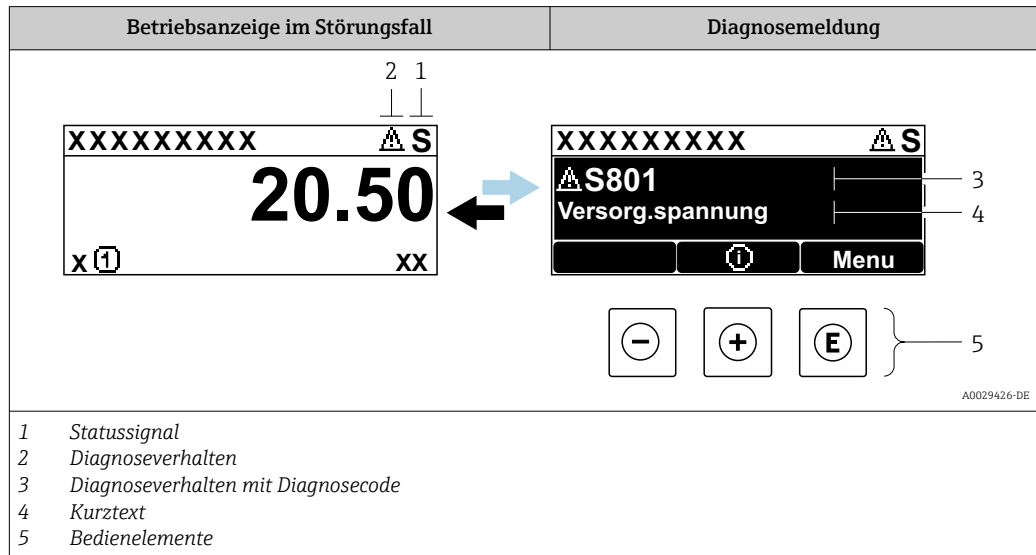 Betriebsanzeige im Störungsfall
Diagnosemeldung
2 1
XXXXXXXXX S
20.50
x 1 XX
XXXXXXXXX S
S801
Versorg.spannung
i Menu
3
4
- + E
5
A0029426-DE
1 Statussignal
2 Diagnoseverhalten
3 Diagnoseverhalten mit Diagnosecode
4 Kurztext
5 Bedienelemente